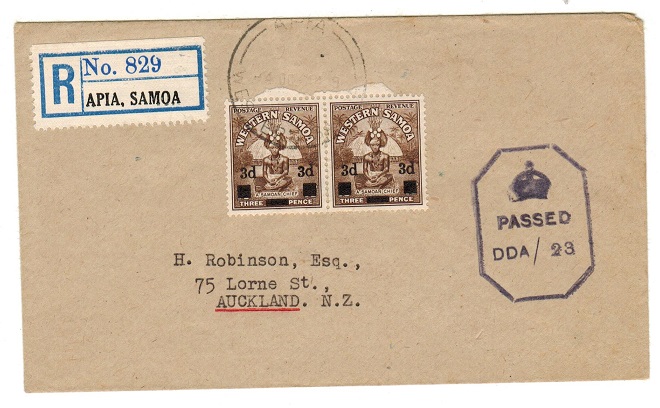 R
No. 829
APIA, SAMOA
APIA
POSTAGE REVENUE
WESTERN SAMOA
3d 3d
A SAMOAN CHIEF
THREE PENCE
POSTAGE REVENUE
WESTERN SAMOA
3d 3d
A SAMOAN CHIEF
THREE PENCE
PASSED
DDA / 23
H. Robinson, Esq.,
75 Lorne St.,
AUCKLAND. N.Z.